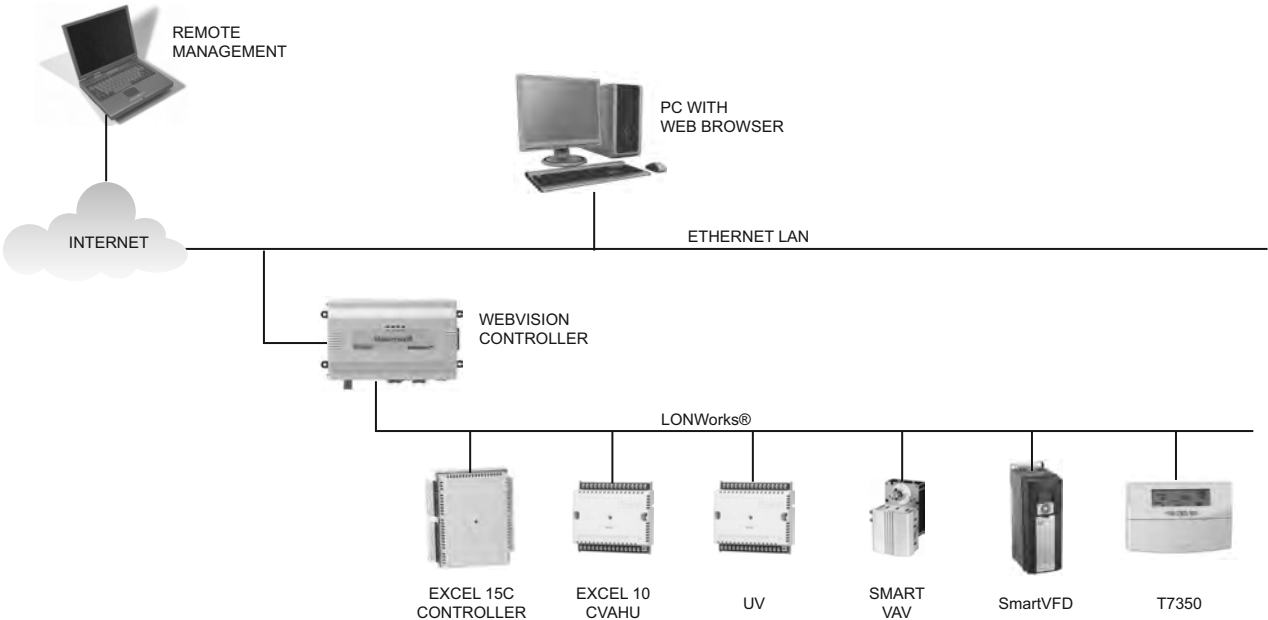 REMOTE
MANAGEMENT
PC WITH
WEB BROWSER
INTERNET
ETHERNET LAN
WEBVISION
CONTROLLER
LONWorks®
EXCEL 15C
CONTROLLER
EXCEL 10
CVAHU
UV
SMART
VAV
SmartVFD
T7350